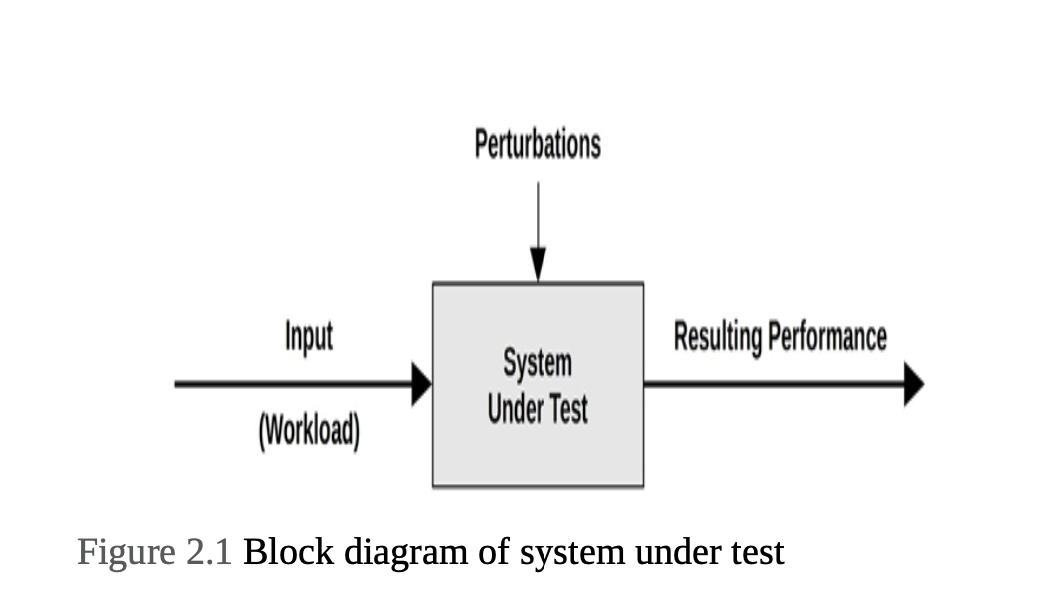 Perturbations
Input
(Workload)
System
Under Test
Resulting Performance
Figure 2.1 Block diagram of system under test